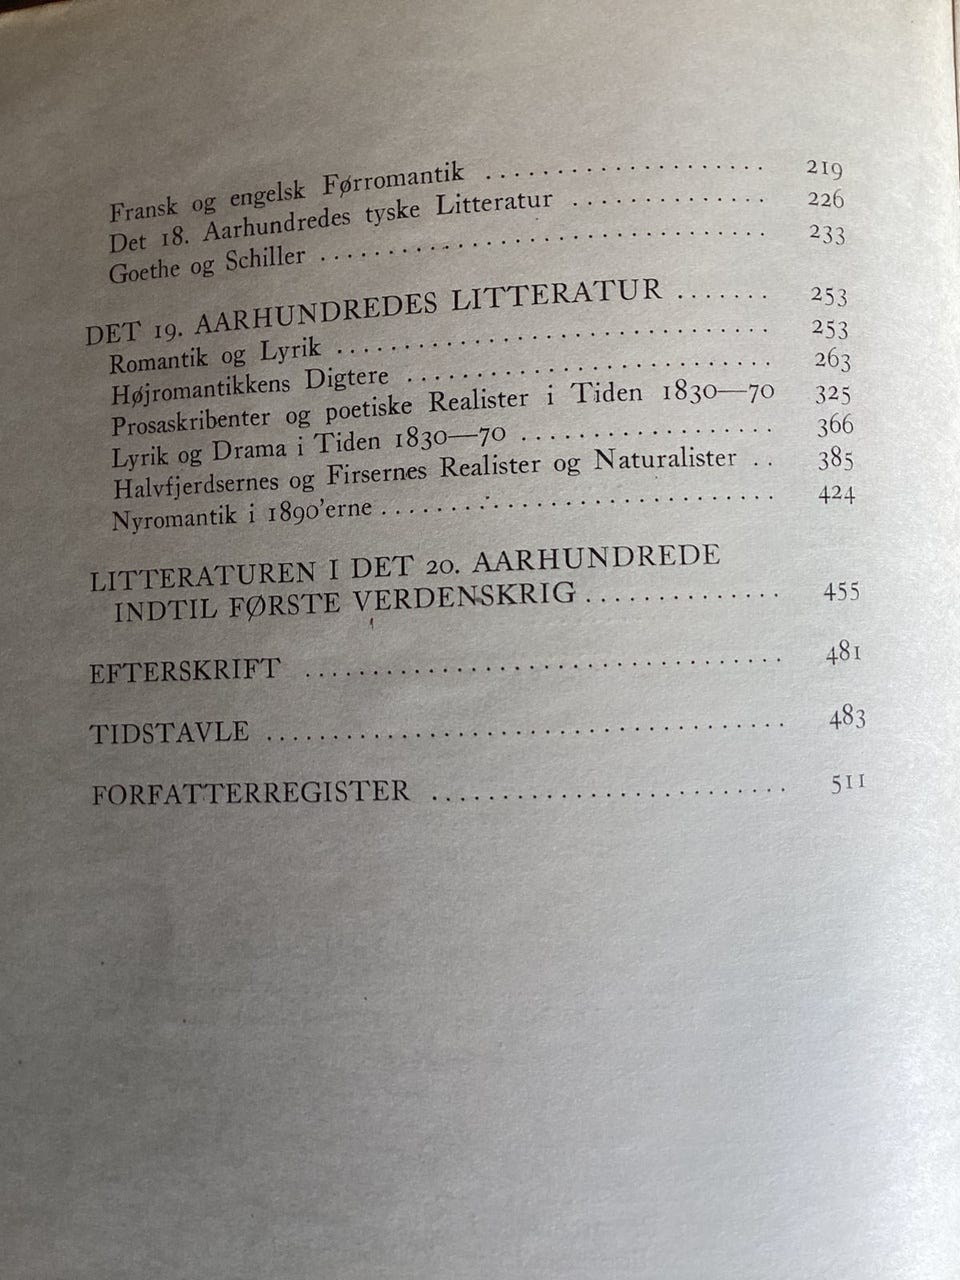 Fransk og engelsk Førromantik ..................... 219
Det 18. Aarhundredes tyske Litteratur .............. 226
Goethe og Schiller .................................. 233
DET 19. AARHUNDREDES LITTERATUR ....... 253
Romantik og Lyrik ................................. 253
Højromantikkens Digtere ............................ 263
Prosaskribenter og poetiske Realister i Tiden 1830—70 325
Lyrik og Drama i Tiden 1830—70 .................. 366
Halvfjerdsernes og Firsernes Realister og Naturalister .. 385
Nyromantik i 1890'erne .............................. 424
LITTERATUREN I DET 20. AARHUNDREDE
INDTIL FØRSTE VERDENSKRIG .............. 455
EFTERSKRIFT ................................... 481
TIDSTAVLE ..................................... 483
FORFATTERREGISTER .......................... 511